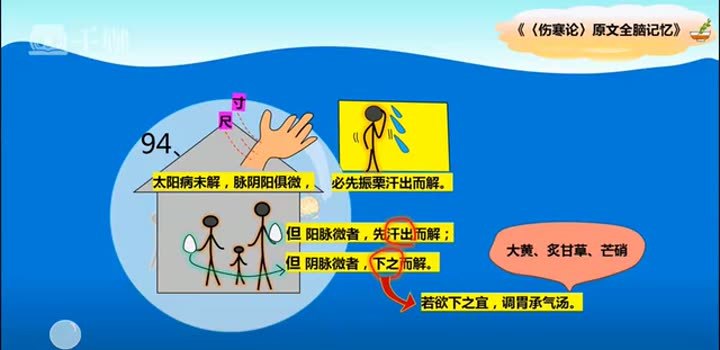 千聊
《〈伤寒论〉原文全脑记忆》
寸
尺
94、
太阳病未解，脉阴阳俱微，
必先振栗汗出而解。
但 阳脉微者，先汗出而解；
但 阴脉微者，下之而解。
大黄、炙甘草、芒硝
若欲下之宜，调胃承气汤。